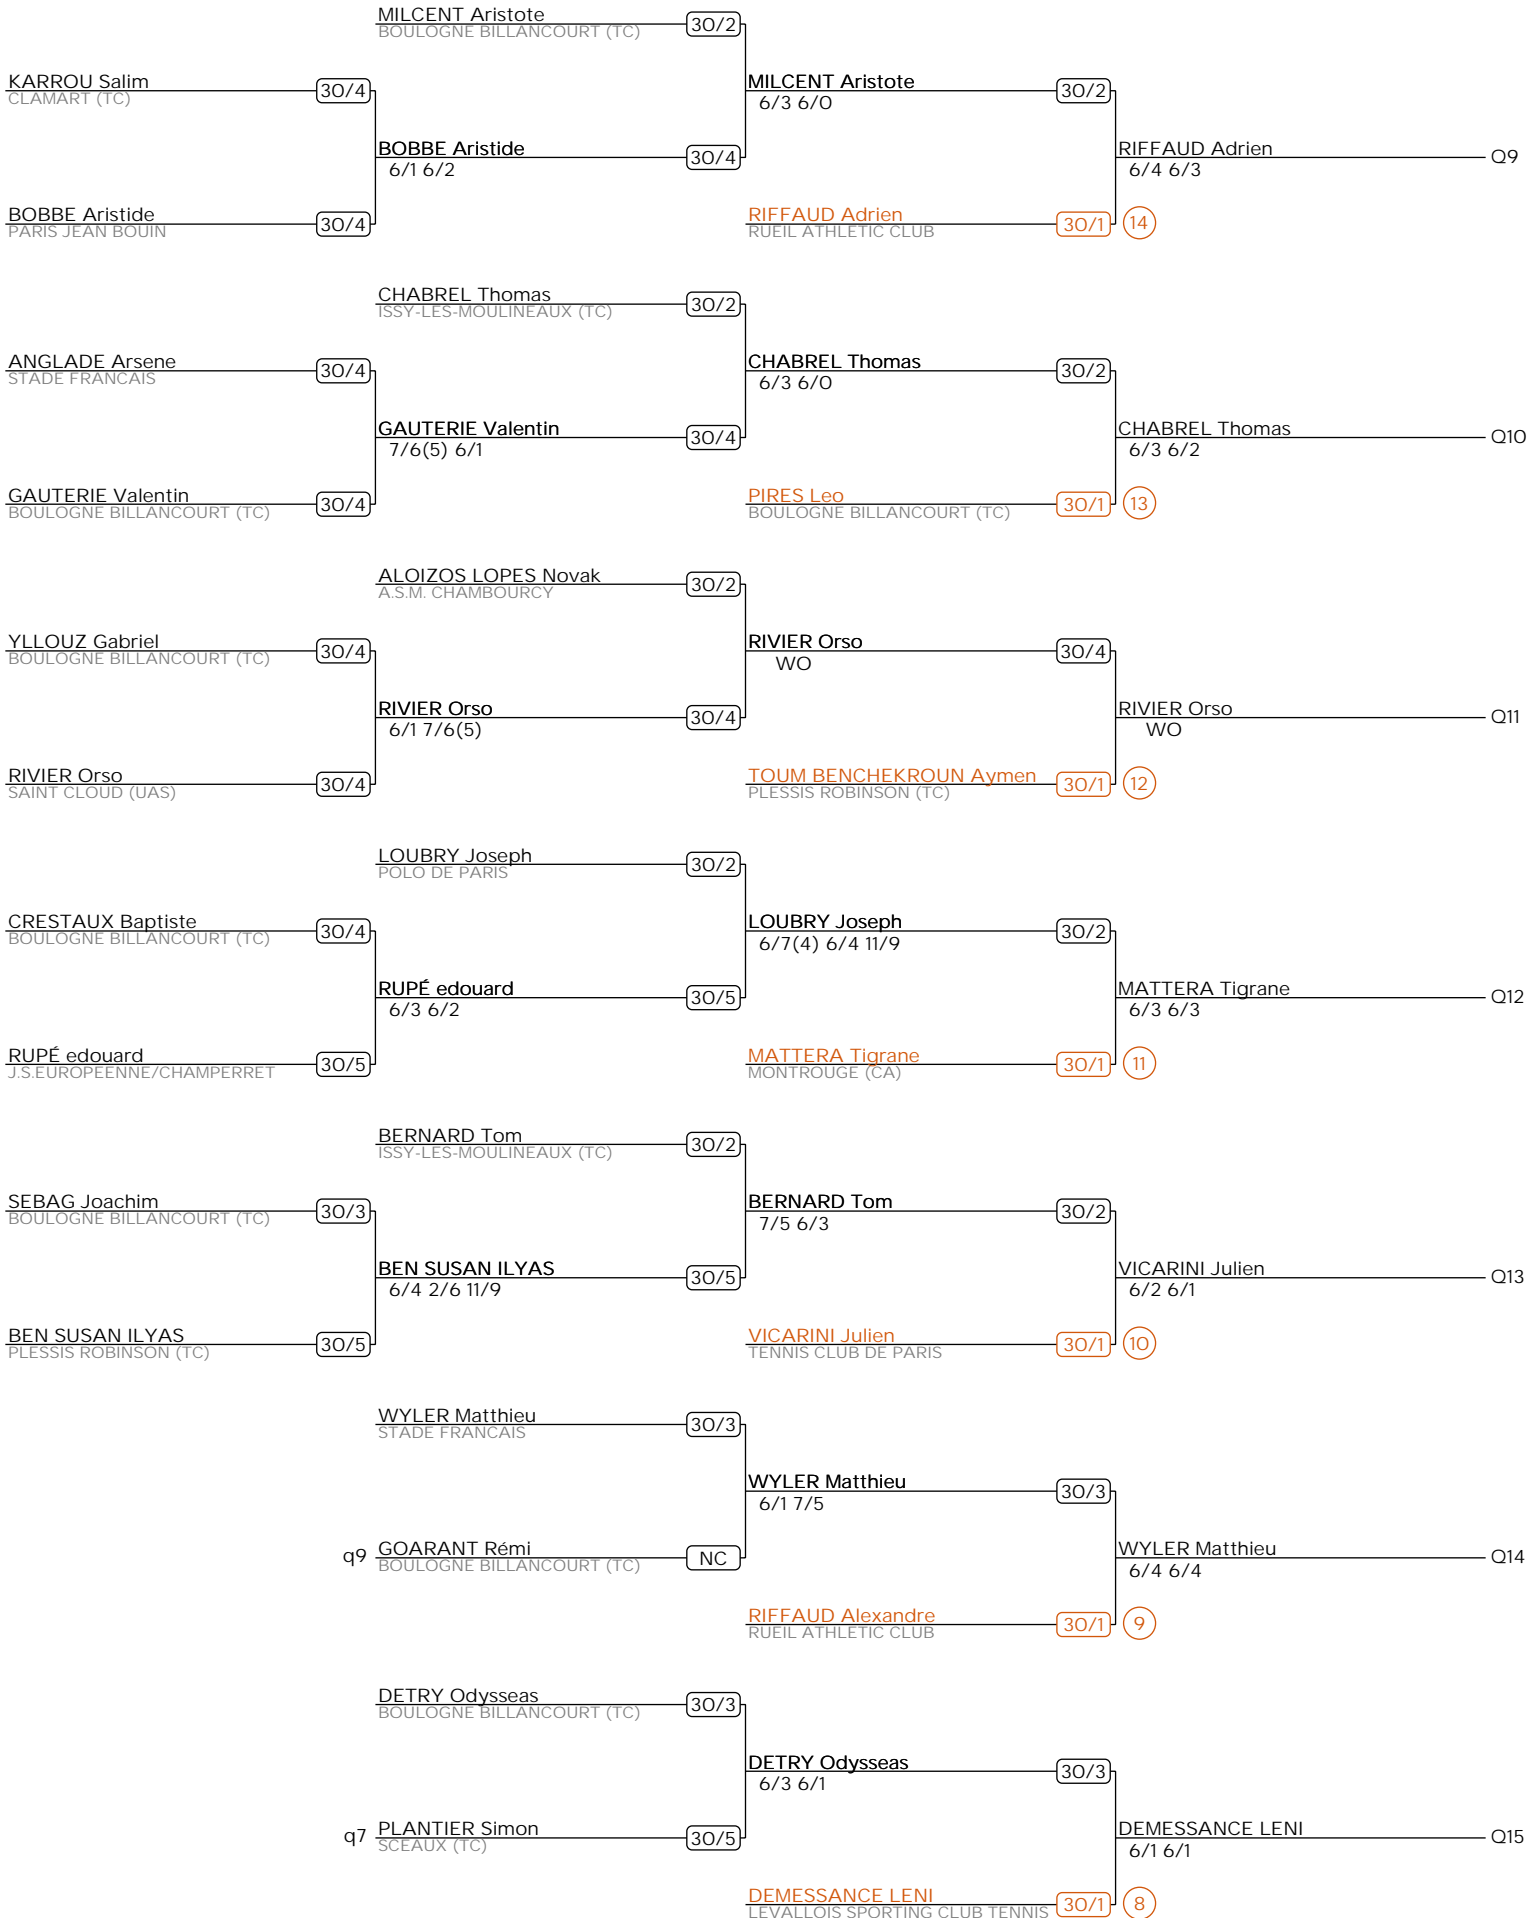 MILCENT Aristote
BOULOGNE BILLANCOURT (TC)
30/2
KARROU Salim
CLAMART (TC)
30/4
MILCENT Aristote
6/3 6/0
30/2
BOBBE Aristide
6/1 6/2
30/4
RIFFAUD Adrien
6/4 6/3
Q9
BOBBE Aristide
PARIS JEAN BOUIN
30/4
RIFFAUD Adrien
RUEIL ATHLETIC CLUB
30/1
14
CHABREL Thomas
ISSY-LES-MOULINEAUX (TC)
30/2
ANGLADE Arsene
STADE FRANCAIS
30/4
CHABREL Thomas
6/3 6/0
30/2
GAUTERIE Valentin
7/6(5) 6/1
30/4
CHABREL Thomas
6/3 6/2
Q10
GAUTERIE Valentin
BOULOGNE BILLANCOURT (TC)
30/4
PIRES Leo
BOULOGNE BILLANCOURT (TC)
30/1
13
ALOIZOS LOPES Novak
A.S.M. CHAMBOURCY
30/2
YLLOUZ Gabriel
BOULOGNE BILLANCOURT (TC)
30/4
RIVIER Orso
WO
30/4
RIVIER Orso
6/1 7/6(5)
30/4
RIVIER Orso
WO
Q11
RIVIER Orso
SAINT CLOUD (UAS)
30/4
TOUM BENCHEKROUN Aymen
PLESSIS ROBINSON (TC)
30/1
12
LOUBRY Joseph
POLO DE PARIS
30/2
CRESTAUX Baptiste
BOULOGNE BILLANCOURT (TC)
30/4
LOUBRY Joseph
6/7(4) 6/4 11/9
30/2
RUPÉ edouard
6/3 6/2
30/5
MATTERA Tigrane
6/3 6/3
Q12
RUPÉ edouard
J.S.EUROPEENNE/CHAMPERRET
30/5
MATTERA Tigrane
MONTROUGE (CA)
30/1
11
BERNARD Tom
ISSY-LES-MOULINEAUX (TC)
30/2
SEBAG Joachim
BOULOGNE BILLANCOURT (TC)
30/3
BERNARD Tom
7/5 6/3
30/2
BEN SUSAN ILYAS
6/4 2/6 11/9
30/5
VICARINI Julien
6/2 6/1
Q13
BEN SUSAN ILYAS
PLESSIS ROBINSON (TC)
30/5
VICARINI Julien
TENNIS CLUB DE PARIS
30/1
10
WYLER Matthieu
STADE FRANCAIS
30/3
WYLER Matthieu
6/1 7/5
30/3
q9
GOARANT Rémi
BOULOGNE BILLANCOURT (TC)
NC
WYLER Matthieu
6/4 6/4
Q14
RIFFAUD Alexandre
RUEIL ATHLETIC CLUB
30/1
9
DETRY Odysseas
BOULOGNE BILLANCOURT (TC)
30/3
DETRY Odysseas
6/3 6/1
30/3
q7
PLANTIER Simon
SCEAUX (TC)
30/5
DEMESSANCE LENI
6/1 6/1
Q15
DEMESSANCE LENI
LEVALLOIS SPORTING CLUB TENNIS
30/1
8